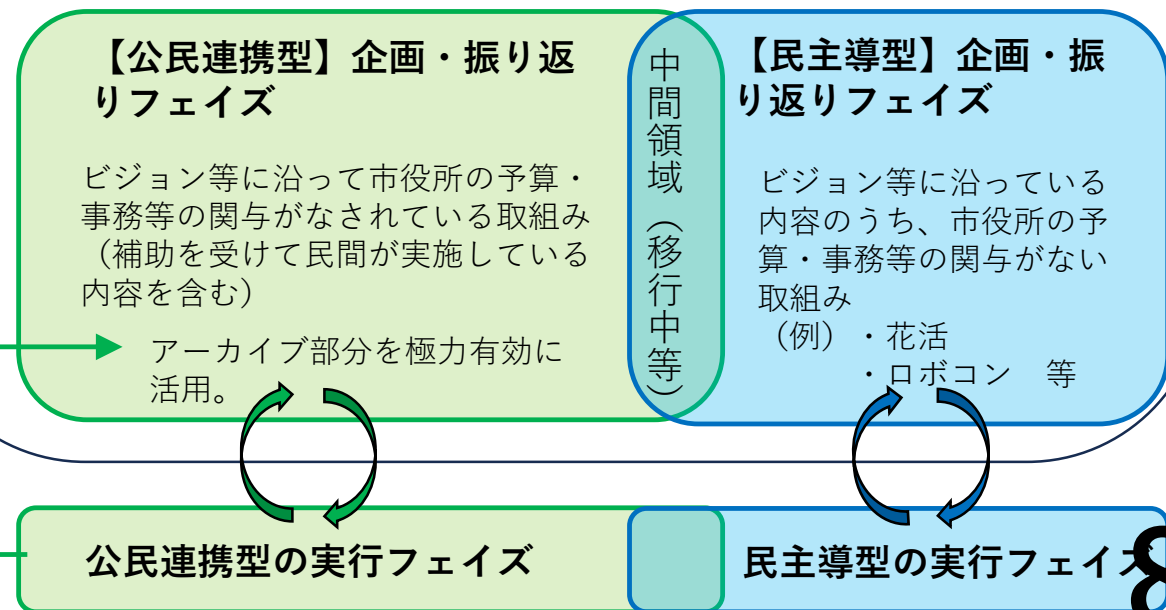 【公民連携型】企画・振り返
りフェイズ
ビジョン等に沿って市役所の予算・
事務等の関与がなされている取組み
（補助を受けて民間が実施している
内容を含む）
アーカイブ部分を極力有効に
活用。
中間領域（移行中等）
【民主導型】企画・振
り返りフェイズ
ビジョン等に沿っている
内容のうち、市役所の予
算・事務等の関与がない
取組み
（例）・花活
・ロボコン　等
公民連携型の実行フェイズ
民主導型の実行フェイズ
8